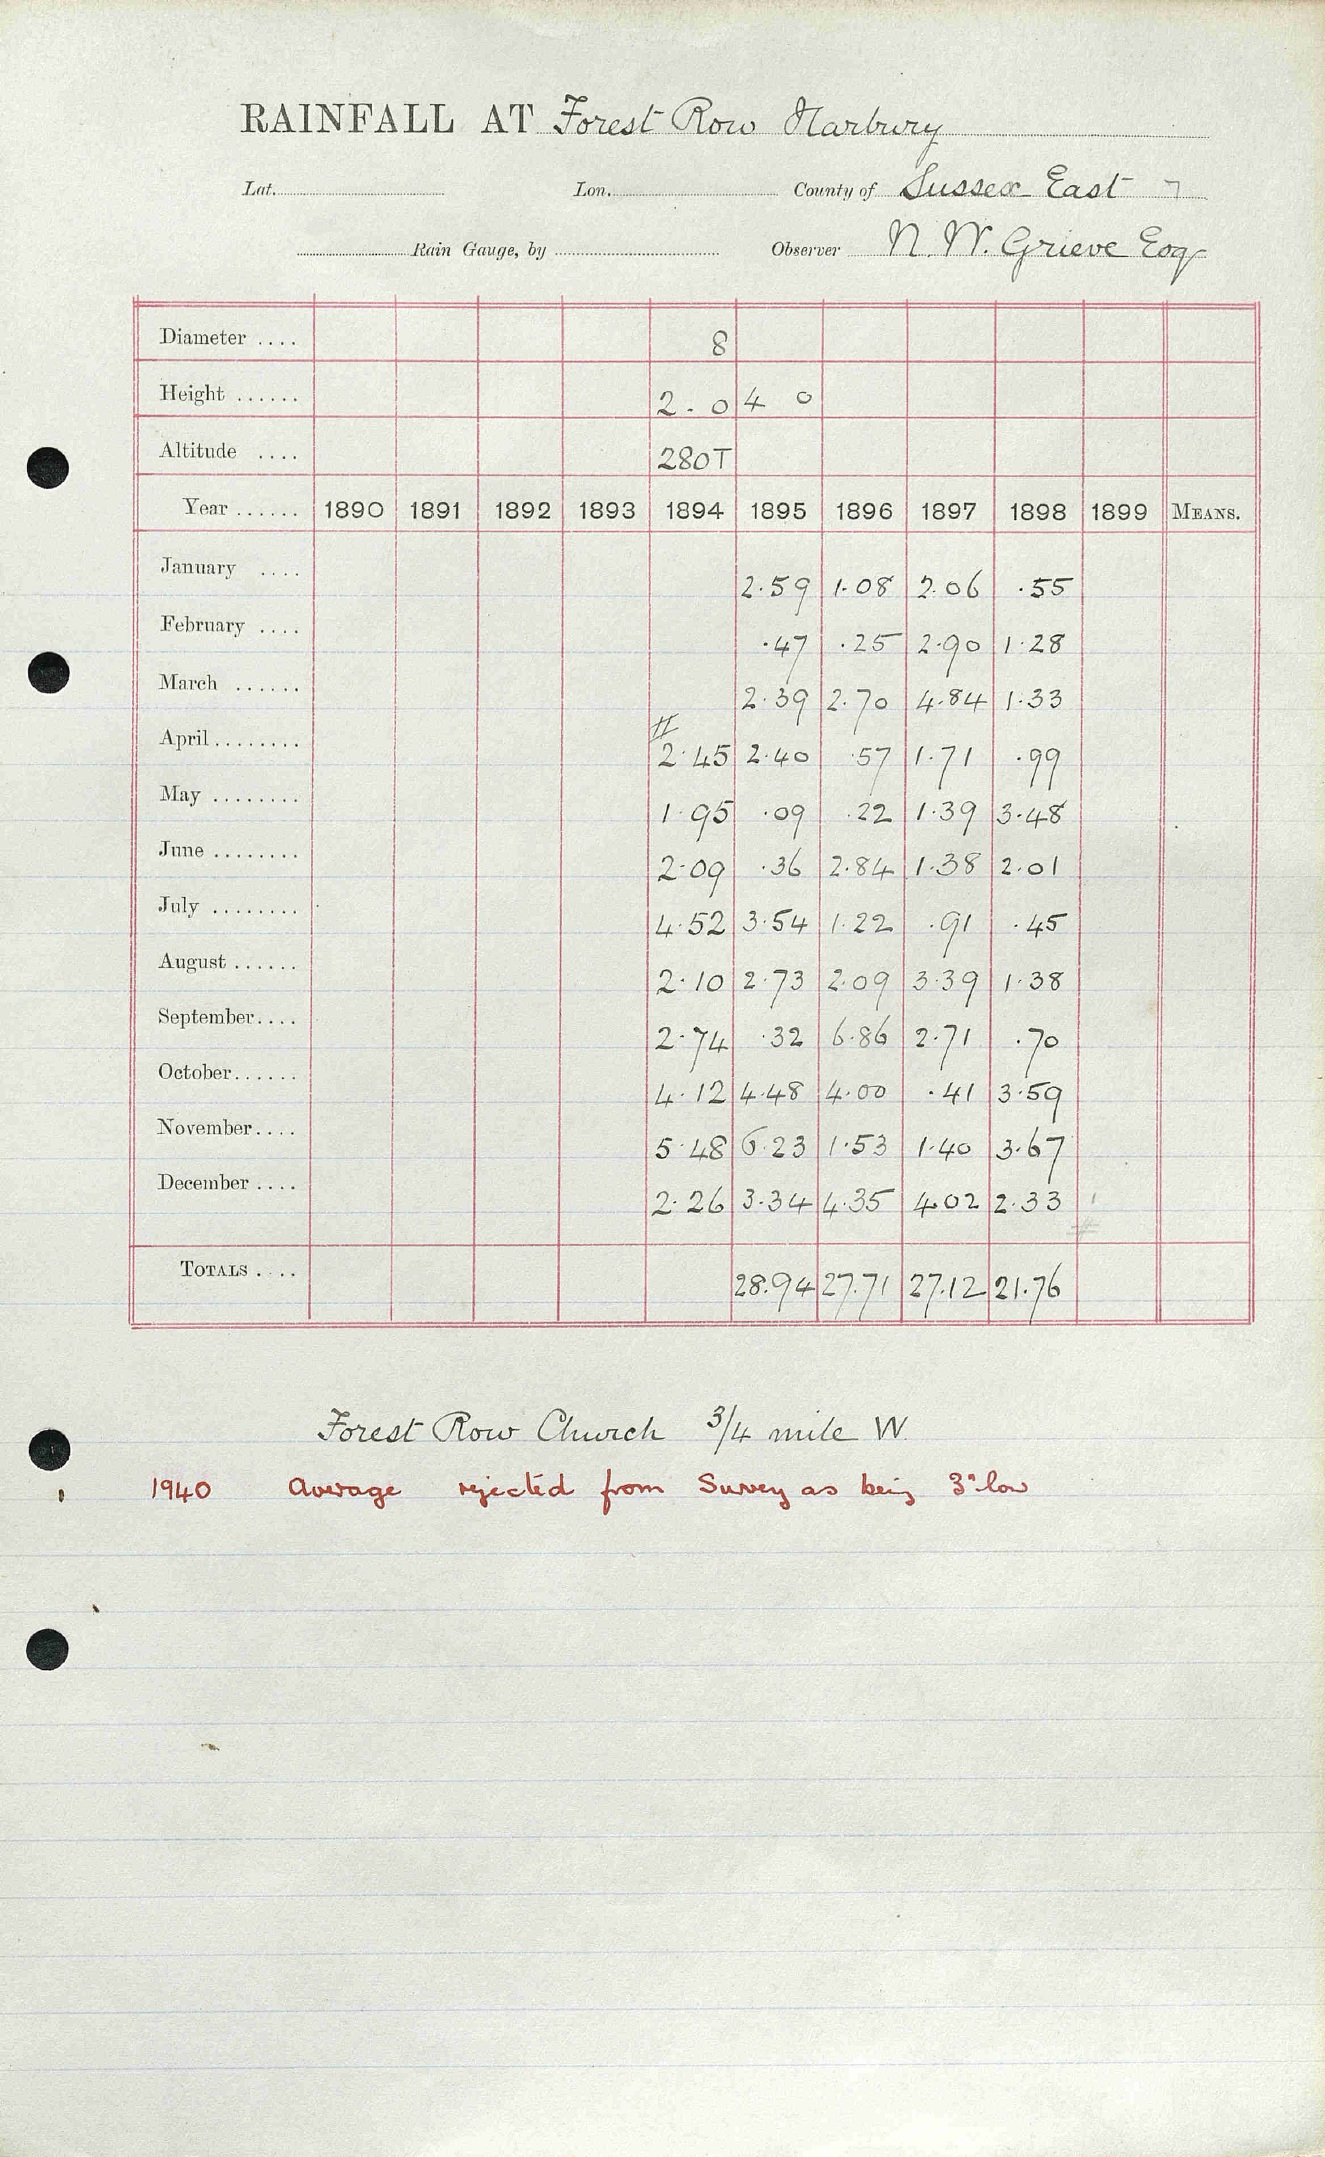 RAINFALL AT Forest Row Harbury
Lat. Lon. County of Sussex East 7
Rain Gauge, by Observer N. W. Grieve Esq
Diameter .... 8
Height ...... 2. 0 4 0
Altitude .... 280T
Year ...... 1890 1891 1892 1893 1894 1895 1896 1897 1898 1899 MEANS.
January .... 2.59 1.08 2.06 .55
February .... .47 .25 2.90 1.28
March ...... 2.39 2.70 4.84 1.33
April ........ # 2.45 2.40 .57 1.71 .99
May ........ 1.95 .09 .22 1.39 3.48
June ........ 2.09 .36 2.84 1.38 2.01
July ........ 4.52 3.54 1.22 .91 .45
August ...... 2.10 2.73 2.09 3.39 1.38
September.... 2.74 .32 6.86 2.71 .70
October...... 4.12 4.48 4.00 .41 3.59
November.... 5.48 6.23 1.53 1.40 3.67
December .... 2.26 3.34 4.35 4.02 2.33
#
TOTALS .... 28.94 27.71 27.12 21.76
Forest Row Church 3/4 mile W
1940 Average rejected from Survey as being 3" low